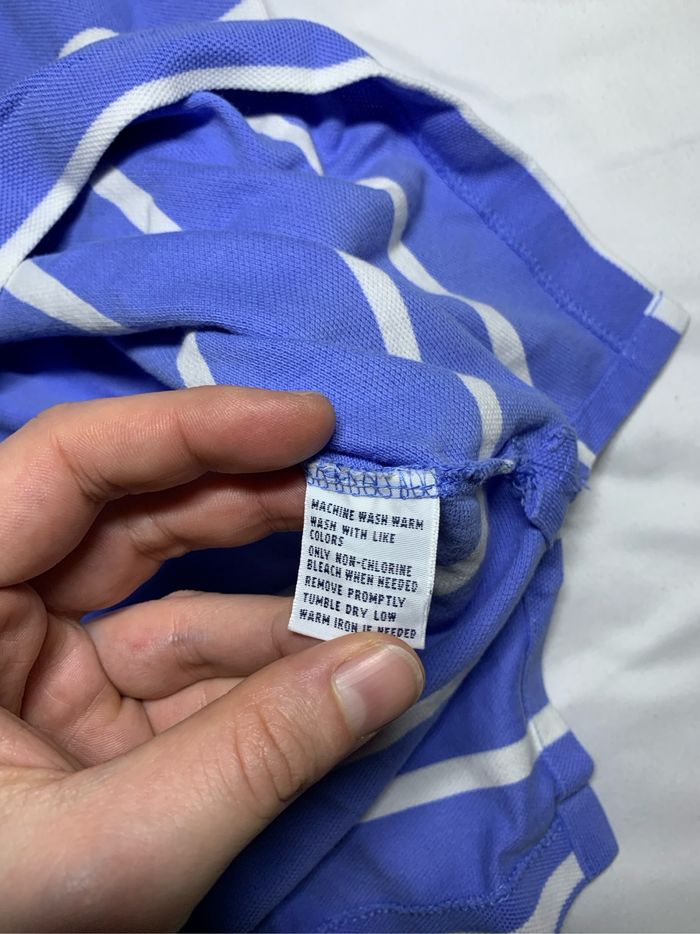 MACHINE WASH WARM
WASH WITH LIKE
COLORS
ONLY NON-CHLORINE
BLEACH WHEN NEEDED
REMOVE PROMPTLY
TUMBLE DRY LOW
WARM IRON IF NEEDED